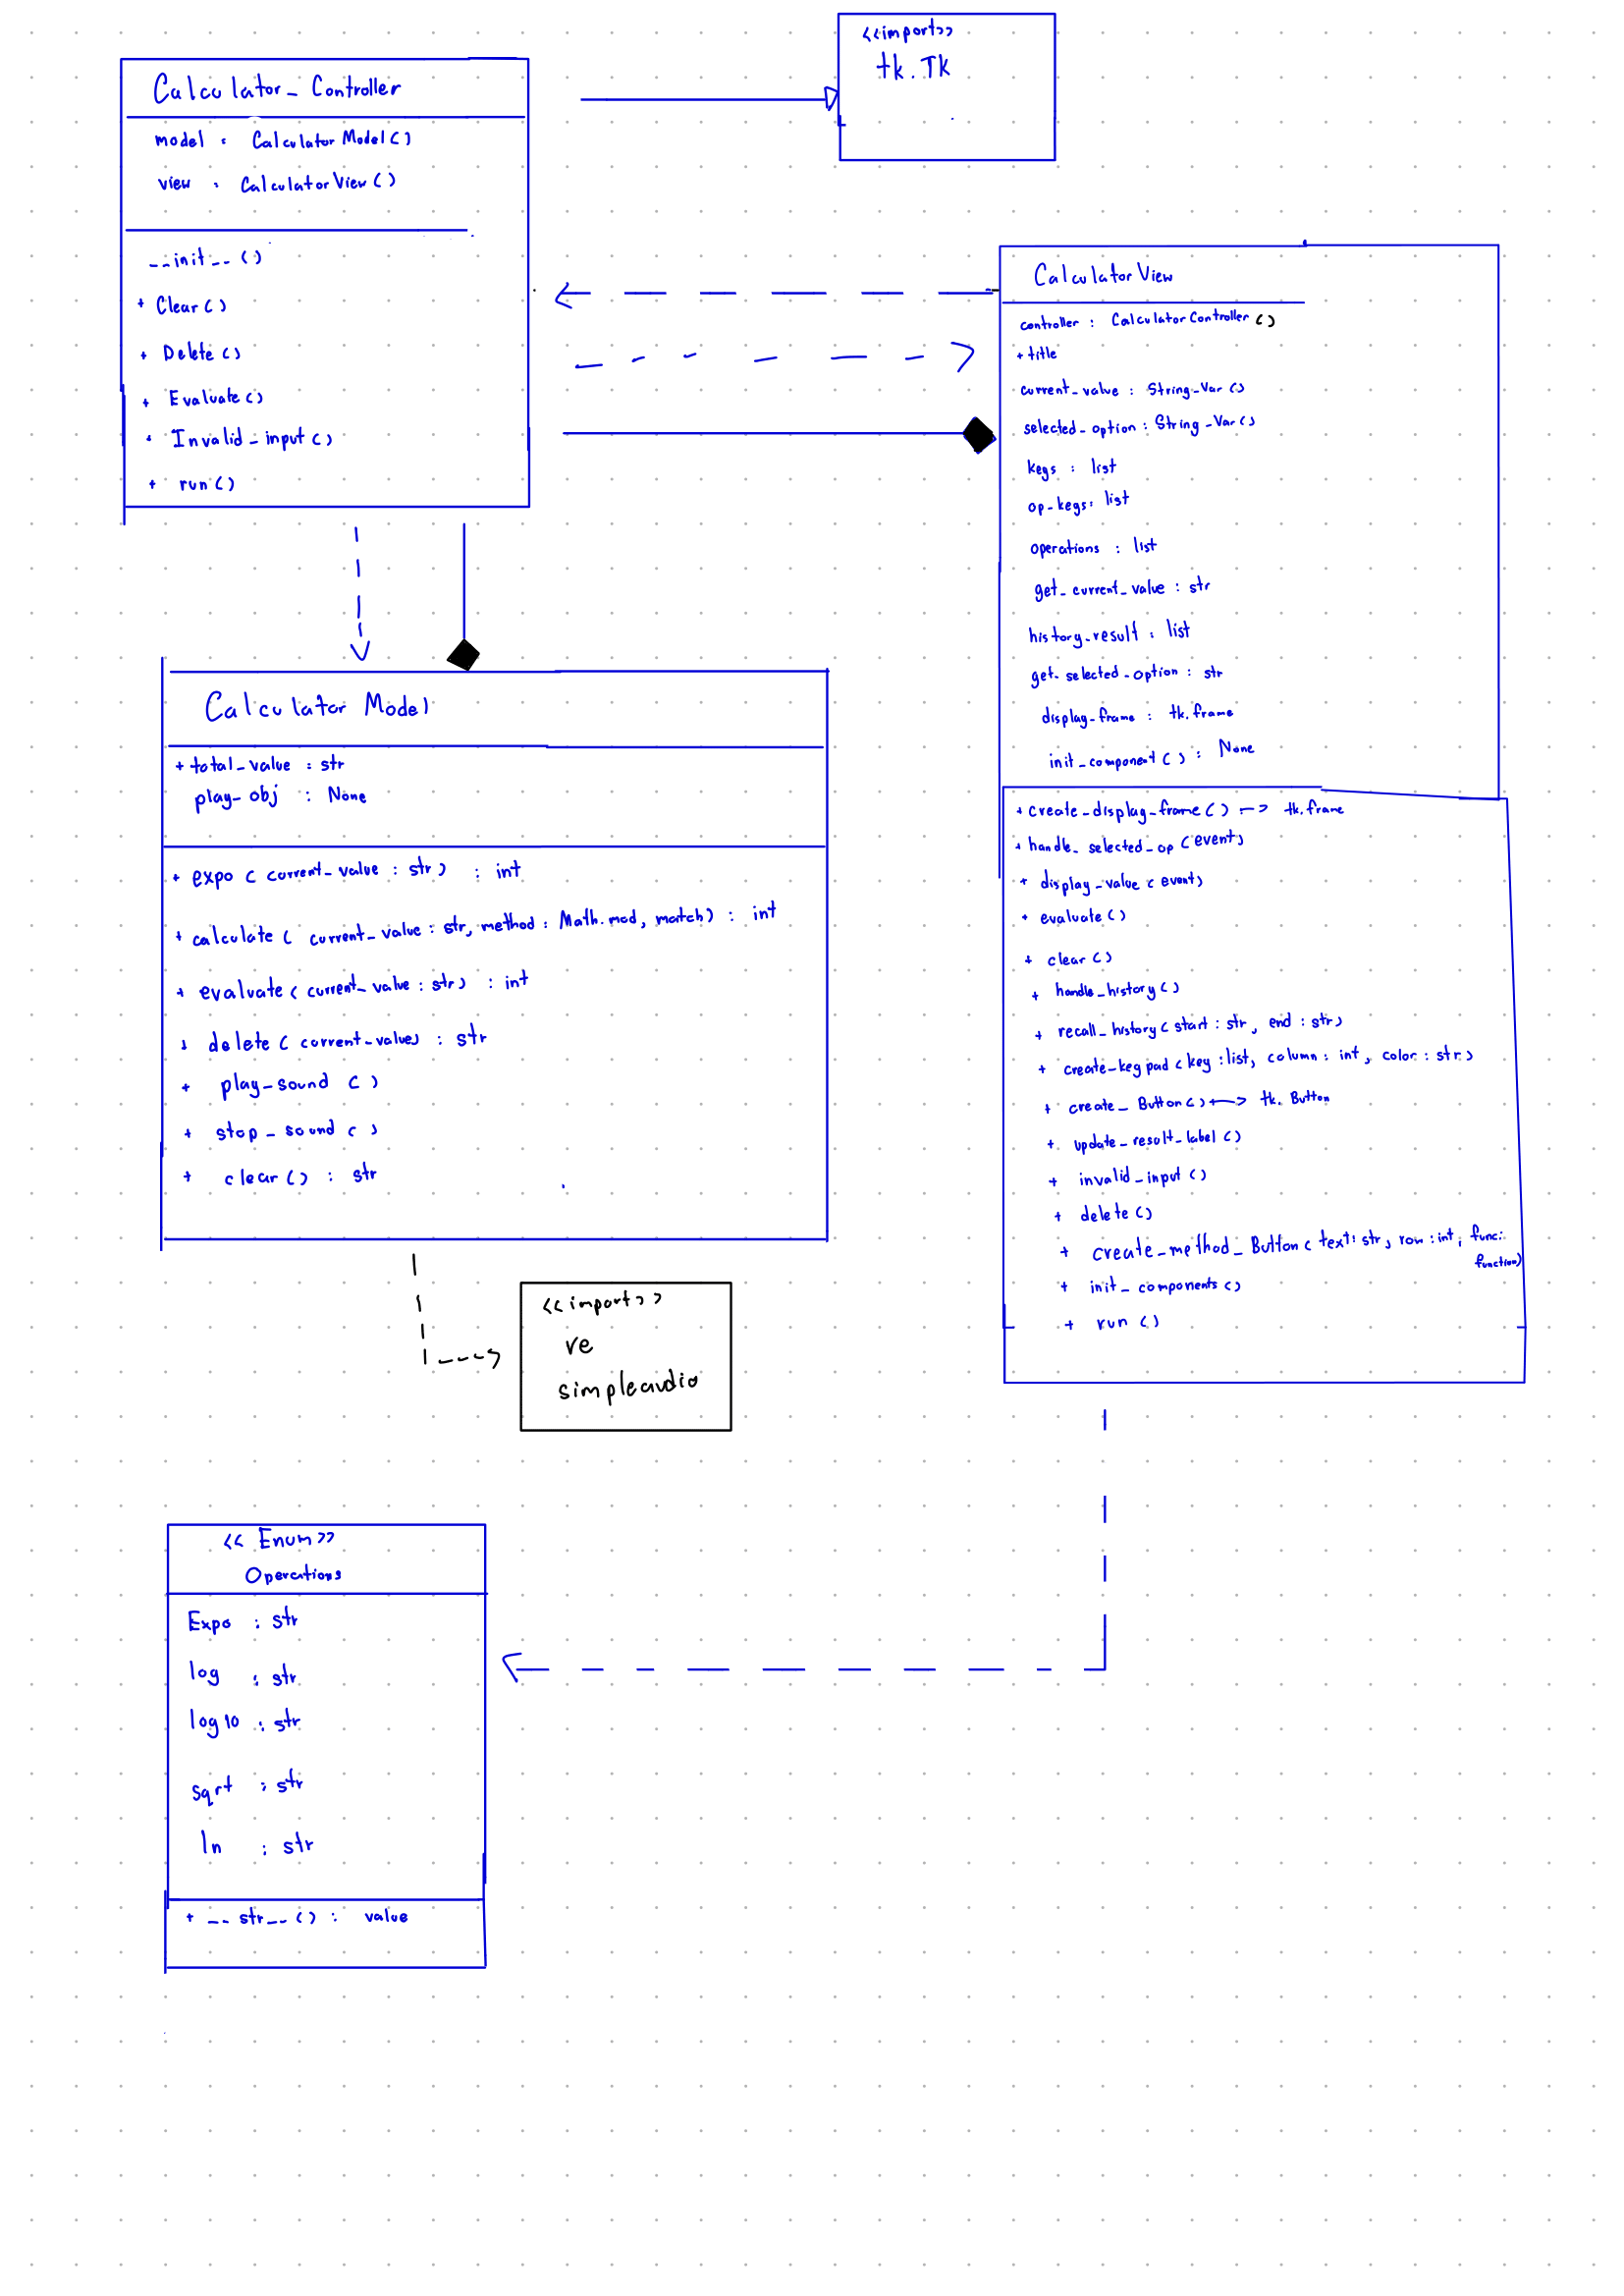 Calculator_Controller
model : CalculatorModel()
view : CalculatorView()
__init__()
+ Clear()
+ Delete()
+ Evaluate()
+ Invalid_input()
+ run()
<<import>>
tk.Tk
CalculatorView
controller : CalculatorController()
+ title
current_value : String_Var()
selected_option : String_Var()
keys : list
op_keys : list
operations : list
get_current_value : str
history_result : list
get_selected_option : str
display_frame : tk.frame
init_component() : None
+ create_display_frame() --> tk.frame
+ handle_selected_op(event)
+ display_value(event)
+ evaluate()
+ clear()
+ handle_history()
+ recall_history(start : str, end : str)
+ create_keypad(key : list, column : int, color : str)
+ create_Button() --> tk.Button
+ update_result_label()
+ invalid_input()
+ delete()
+ create_method_Button(text : str, row : int, func :
function)
+ init_components()
+ run()
Calculator Model
+ total_value : str
play_obj : None
+ expo(current_value : str) : int
+ calculate(current_value : str, method : Math.mod, match) : int
+ evaluate(current_value : str) : int
+ delete(current_value) : str
+ play_sound()
+ stop_sound()
+ clear() : str
<<import>>
re
simpleaudio
<<Enum>>
Operations
Expo : str
log : str
log10 : str
sqrt : str
ln : str
+ __str__() : value